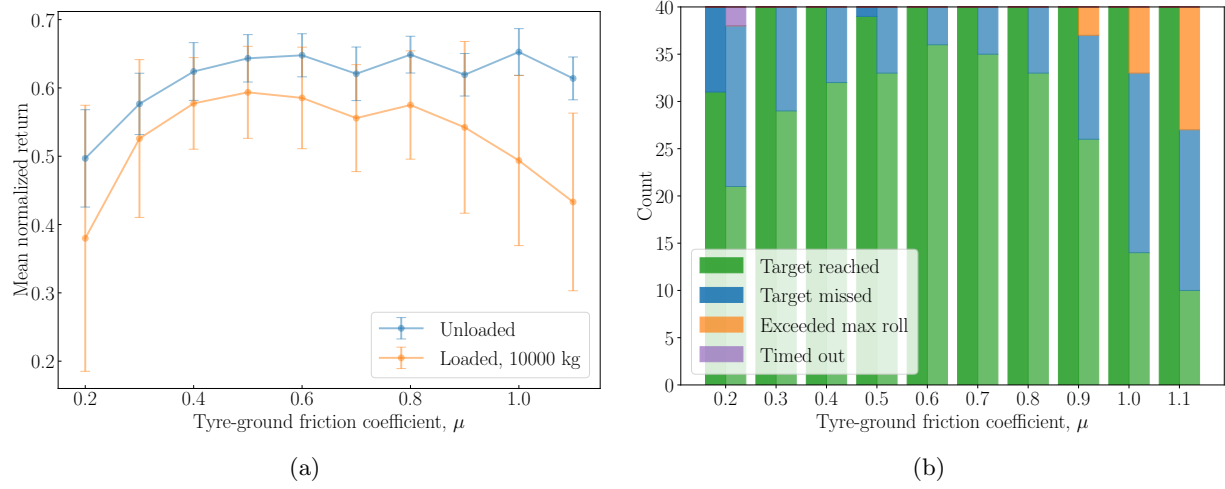 0.7
0.6
0.5
0.4
0.3
0.2
Mean normalized return
Unloaded
Loaded, 10000 kg
0.2 0.4 0.6 0.8 1.0
Tyre-ground friction coefficient, μ
(a)
40
35
30
25
20
15
10
5
0
Count
Target reached
Target missed
Exceeded max roll
Timed out
0.2 0.3 0.4 0.5 0.6 0.7 0.8 0.9 1.0 1.1
Tyre-ground friction coefficient, μ
(b)